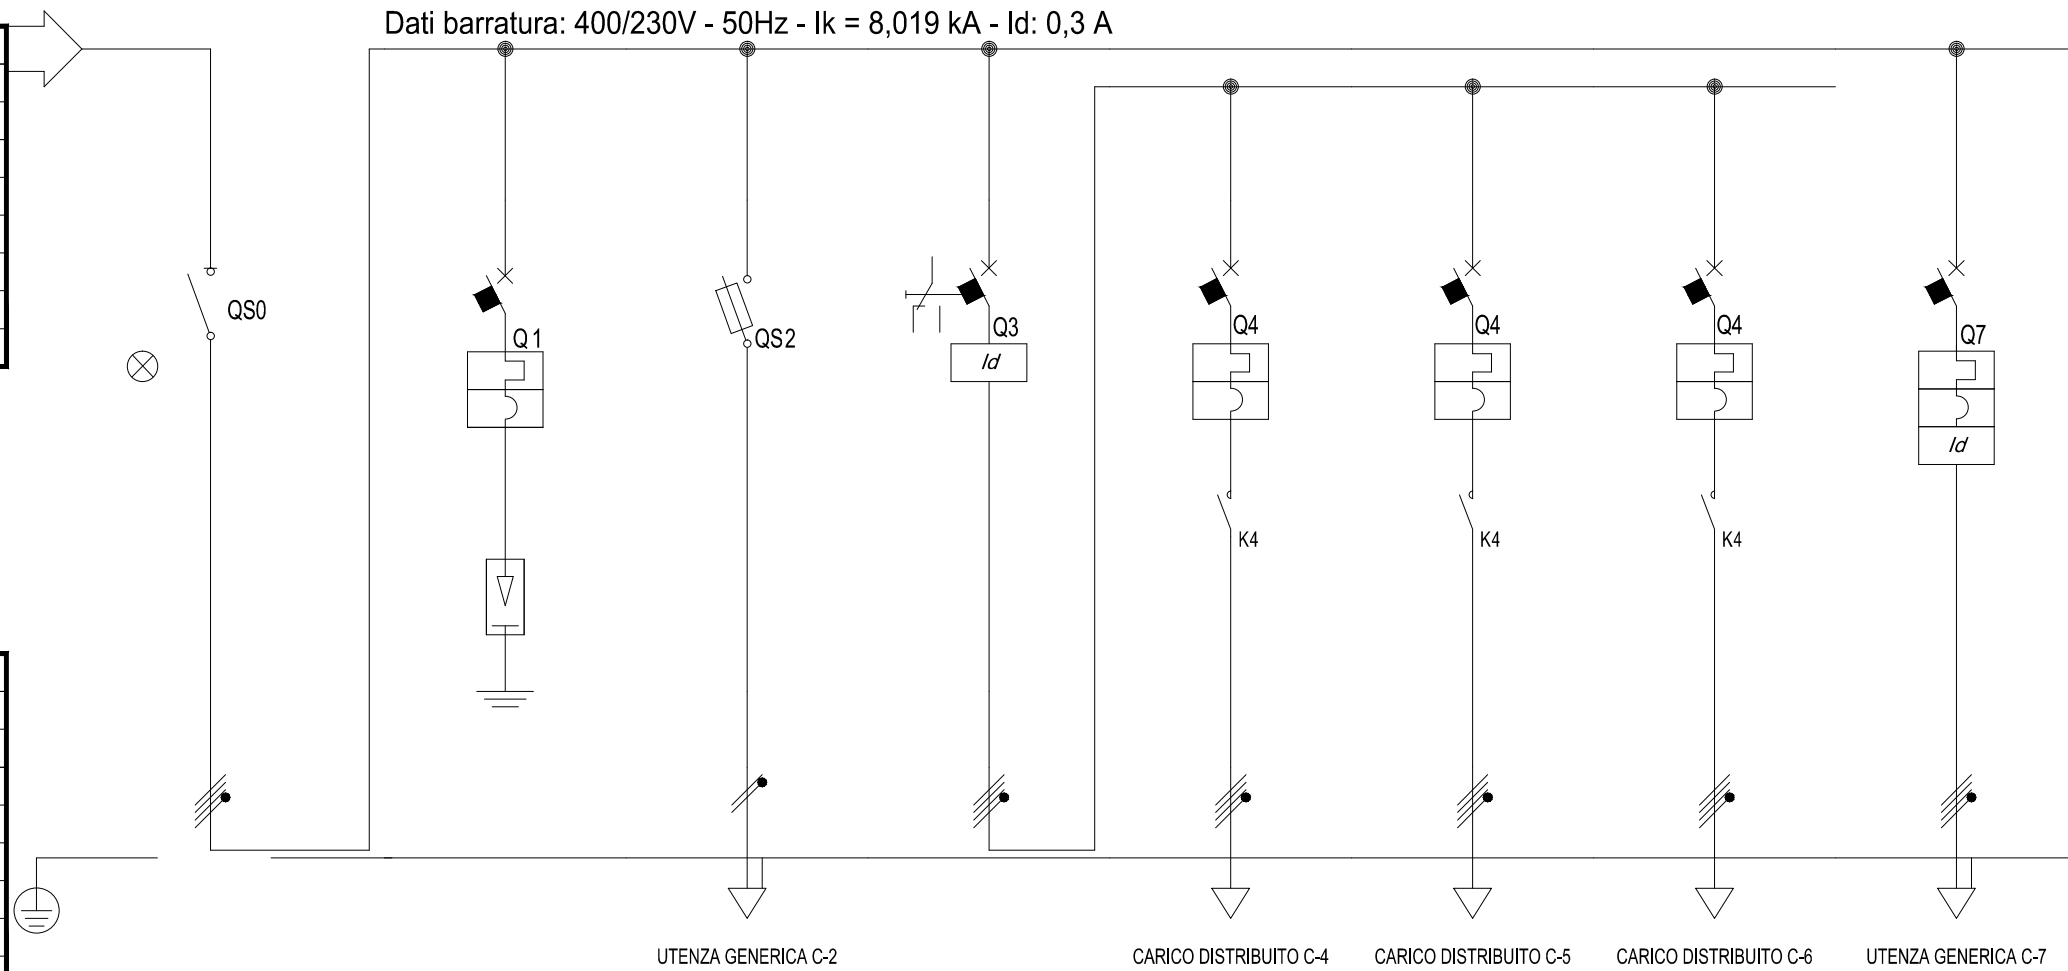 Dati barratura: 400/230V - 50Hz - Ik = 8,019 kA - Id: 0,3 A
QS0
Q1
QS2
Q3
Id
Q4
Q4
Q4
Q7
Id
K4
K4
K4
UTENZA GENERICA C-2
CARICO DISTRIBUITO C-4
CARICO DISTRIBUITO C-5
CARICO DISTRIBUITO C-6
UTENZA GENERICA C-7